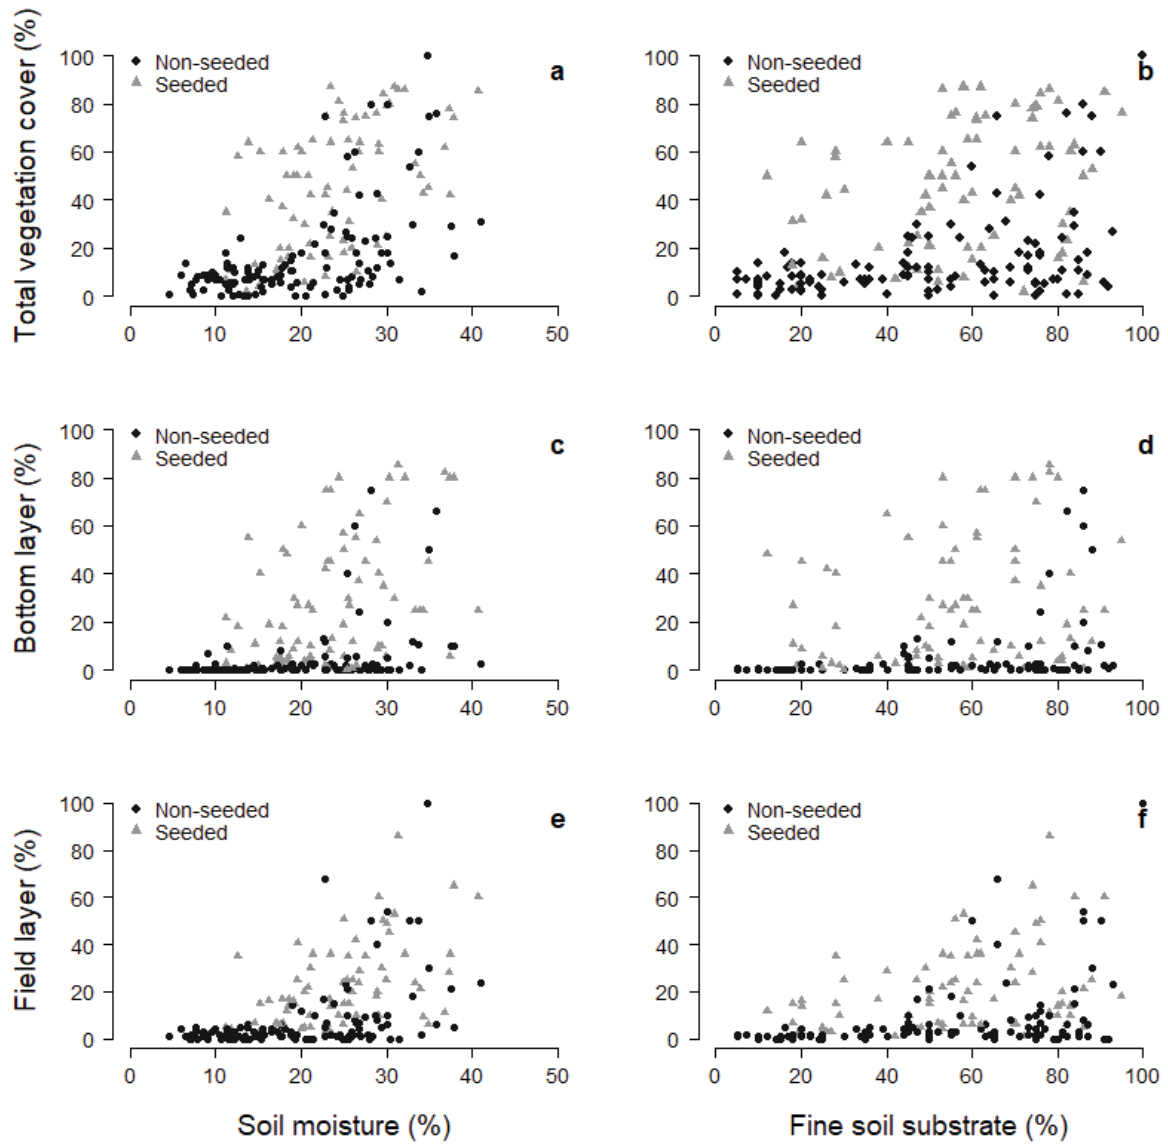 Total vegetation cover (%)
100
80
60
40
20
0
Non-seeded
Seeded
a
0 10 20 30 40 50
100
80
60
40
20
0
Non-seeded
Seeded
b
0 20 40 60 80 100
Bottom layer (%)
100
80
60
40
20
0
Non-seeded
Seeded
c
0 10 20 30 40 50
100
80
60
40
20
0
Non-seeded
Seeded
d
0 20 40 60 80 100
Field layer (%)
100
80
60
40
20
0
Non-seeded
Seeded
e
0 10 20 30 40 50
Soil moisture (%)
100
80
60
40
20
0
Non-seeded
Seeded
f
0 20 40 60 80 100
Fine soil substrate (%)